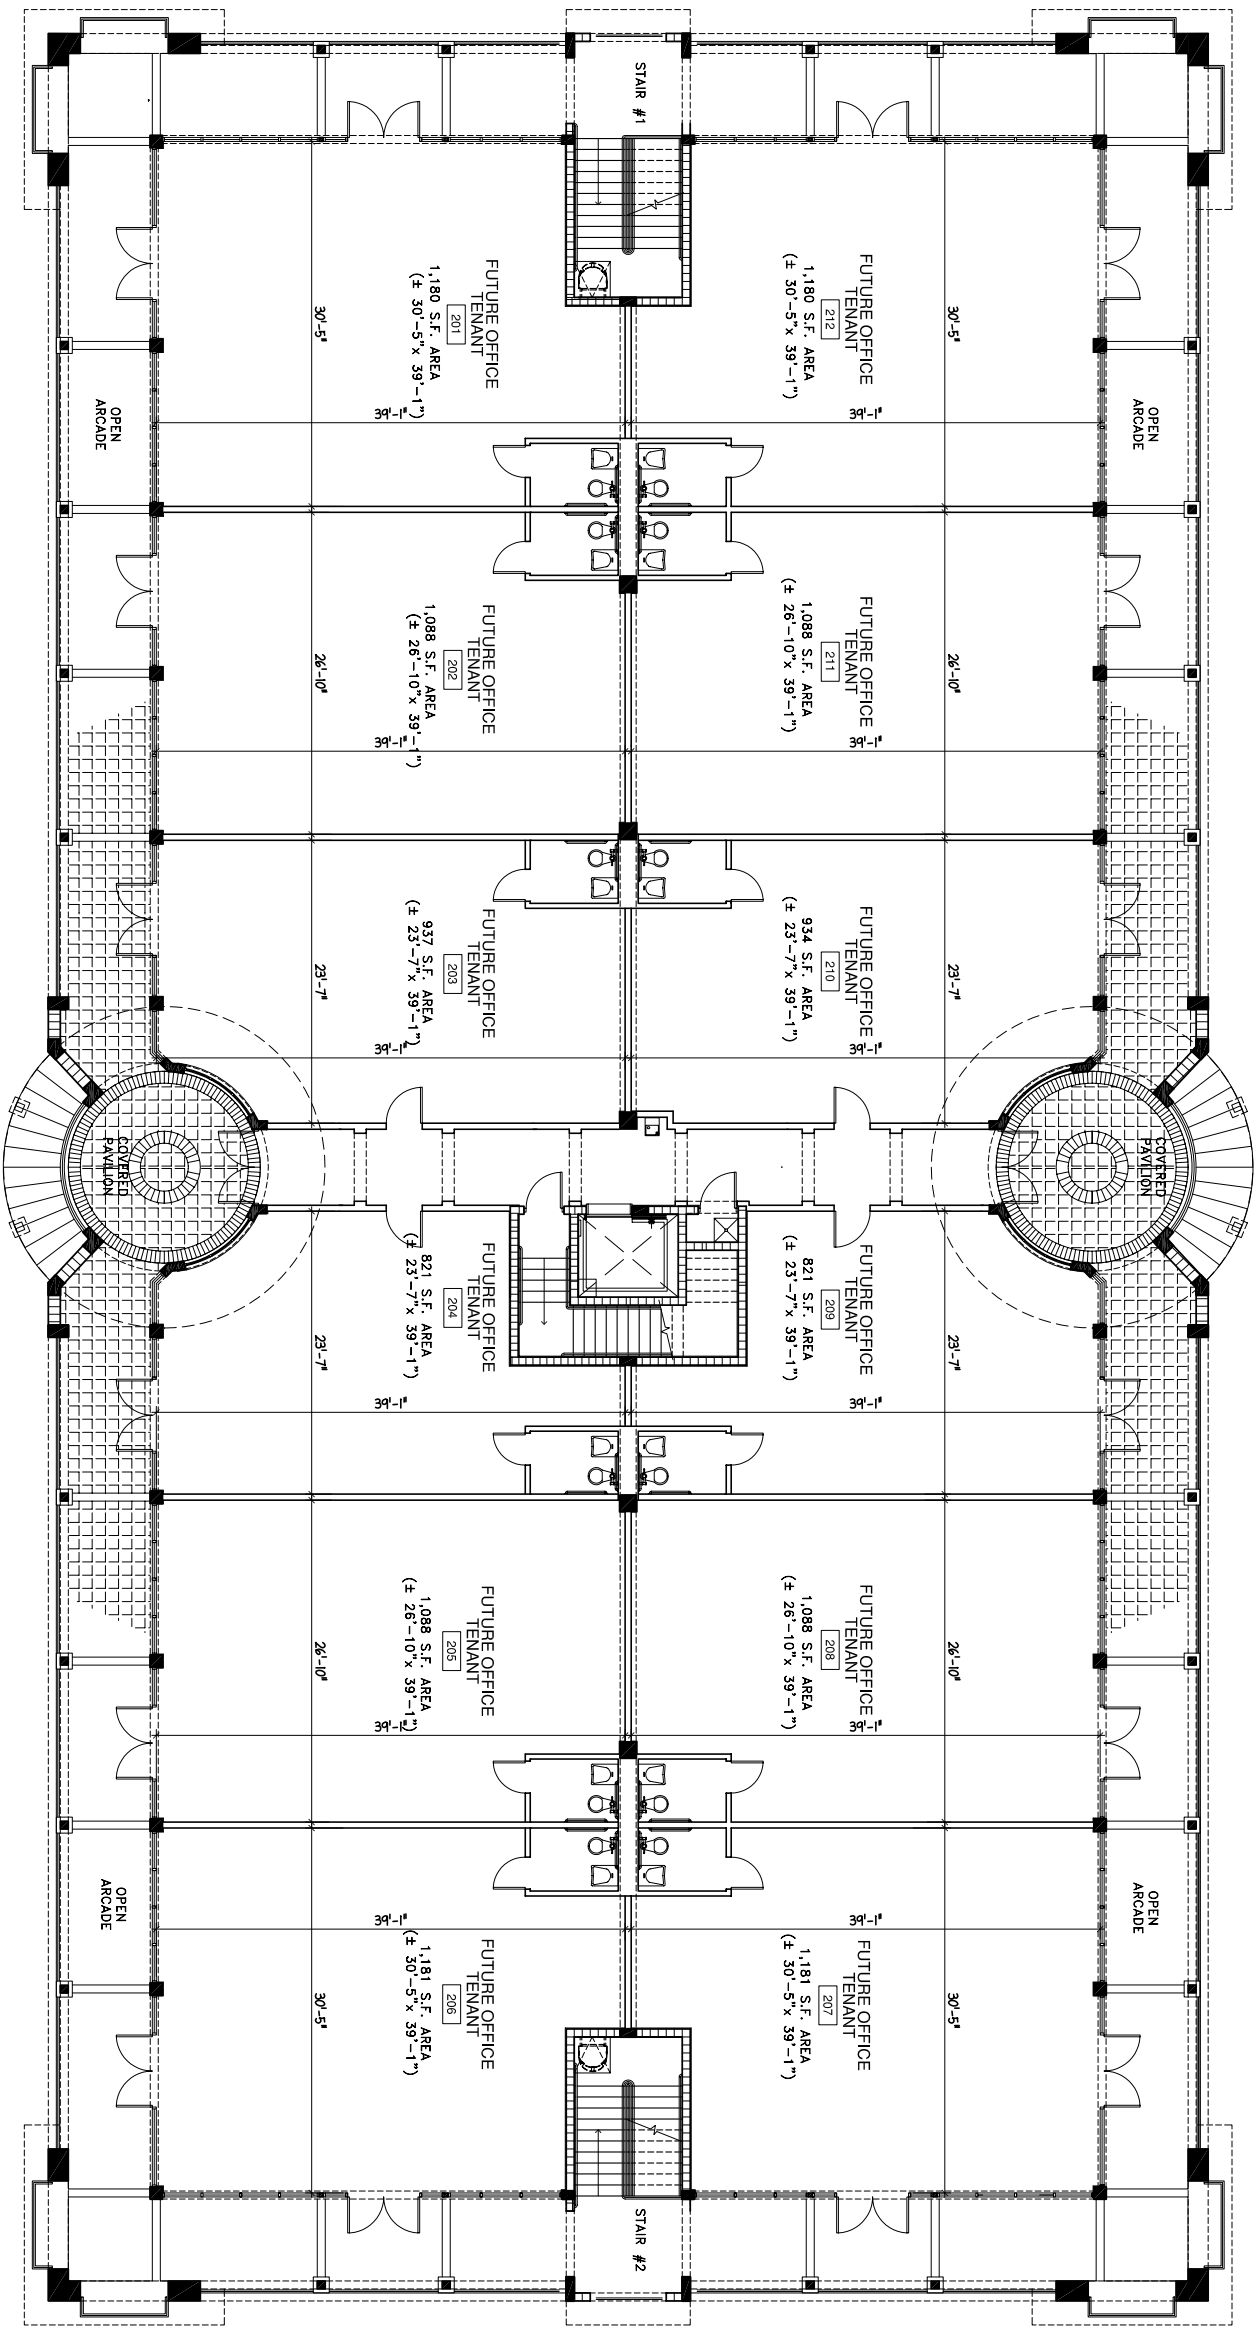 STAIR #1
FUTURE OFFICE
TENANT
212
1,180 S.F. AREA
(± 30'-5"x 39'-1")
30'-5"
39'-1"
FUTURE OFFICE
TENANT
201
1,180 S.F. AREA
(± 30'-5"x 39'-1")
30'-5"
39'-1"
OPEN
ARCADE
OPEN
ARCADE
FUTURE OFFICE
TENANT
211
1,088 S.F. AREA
(± 26'-10"x 39'-1")
26'-10"
39'-1"
FUTURE OFFICE
TENANT
202
1,088 S.F. AREA
(± 26'-10"x 39'-1")
26'-10"
39'-1"
FUTURE OFFICE
TENANT
210
934 S.F. AREA
(± 23'-7"x 39'-1")
23'-7"
39'-1"
FUTURE OFFICE
TENANT
203
937 S.F. AREA
(± 23'-7"x 39'-1")
23'-7"
39'-1"
COVERED
PAVILION
COVERED
PAVILION
FUTURE OFFICE
TENANT
209
821 S.F. AREA
(± 23'-7"x 39'-1")
23'-7"
39'-1"
FUTURE OFFICE
TENANT
204
821 S.F. AREA
(± 23'-7"x 39'-1")
23'-7"
39'-1"
FUTURE OFFICE
TENANT
208
1,088 S.F. AREA
(± 26'-10"x 39'-1")
26'-10"
39'-1"
FUTURE OFFICE
TENANT
205
1,088 S.F. AREA
(± 26'-10"x 39'-1")
26'-10"
39'-1"
OPEN
ARCADE
OPEN
ARCADE
FUTURE OFFICE
TENANT
207
1,181 S.F. AREA
(± 30'-5"x 39'-1")
30'-5"
39'-1"
FUTURE OFFICE
TENANT
206
1,181 S.F. AREA
(± 30'-5"x 39'-1")
30'-5"
39'-1"
STAIR #2